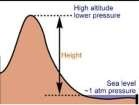 High altitude
lower pressure
Height
Sea level
~1 atm pressure